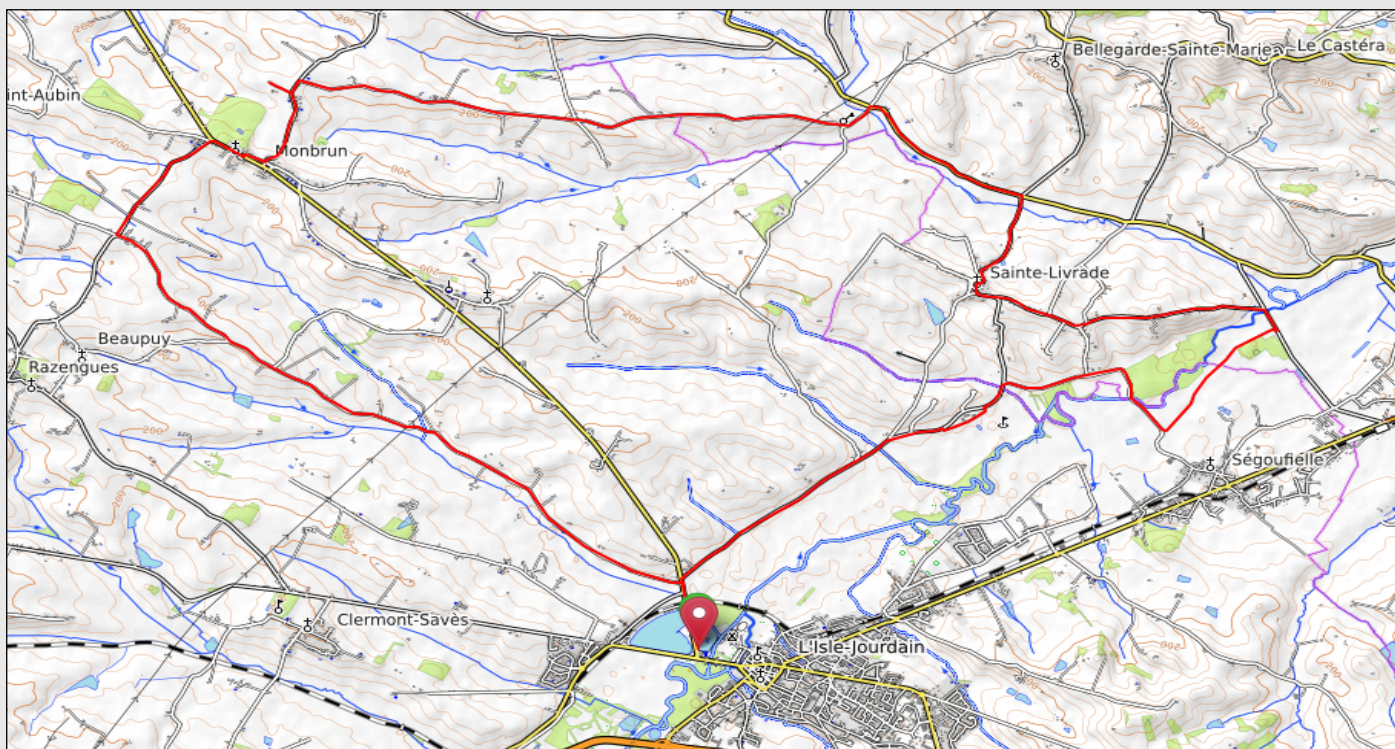 Bellegarde-Sainte-Marie
Le Castéra
int-Aubin
200
200
Monbrun
200
200
Sainte-Livrade
200
200
Beaupuy
Razengues
200
Ségoufielle
200
Clermont-Savès
L'Isle-Jourdain